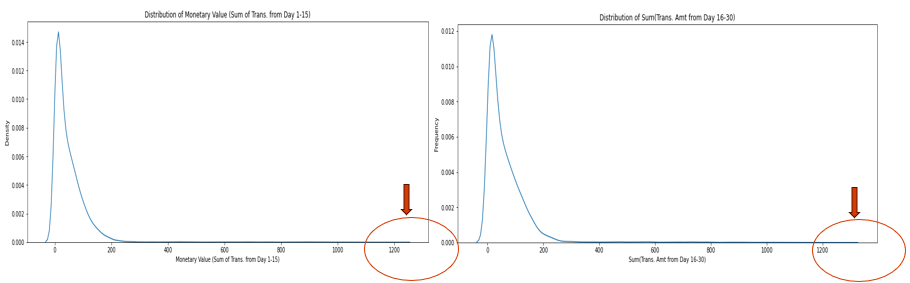 Distribution of Monetary Value (Sum of Trans. from Day 1-15)
Density
0.014
0.012
0.010
0.008
0.006
0.004
0.002
0.000
0 200 400 600 800 1000 1200
Monetary Value (Sum of Trans. from Day 1-15)
Distribution of Sum(Trans. Amt from Day 16-30)
Frequency
0.012
0.010
0.008
0.006
0.004
0.002
0.000
0 200 400 600 800 1000 1200
Sum(Trans. Amt from Day 16-30)